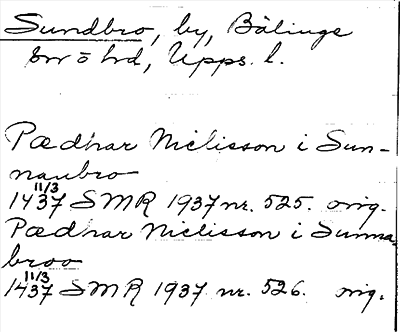 Sundbro, by, Bälinge
sn ō hd, Upps. l.
Pædhar Niclisson i Sun-
naubro
11/3
1437 SMR 1937 nr. 525. orig.
Pædhar Niclisson i Sunna
broo
11/3
1437 SMR 1937 nr. 526. orig.